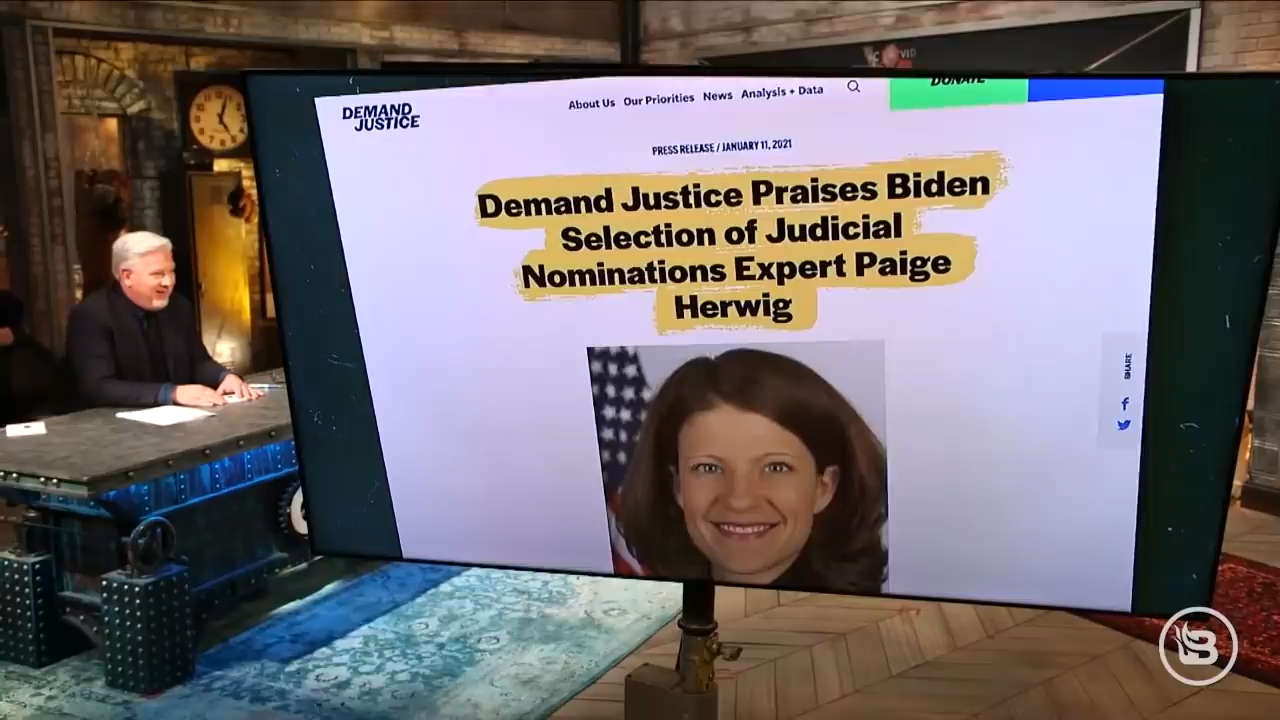 DEMAND
JUSTICE
About Us Our Priorities News Analysis + Data
DONATE
PRESS RELEASE / JANUARY 11, 2021
Demand Justice Praises Biden
Selection of Judicial
Nominations Expert Paige
Herwig
SHARE